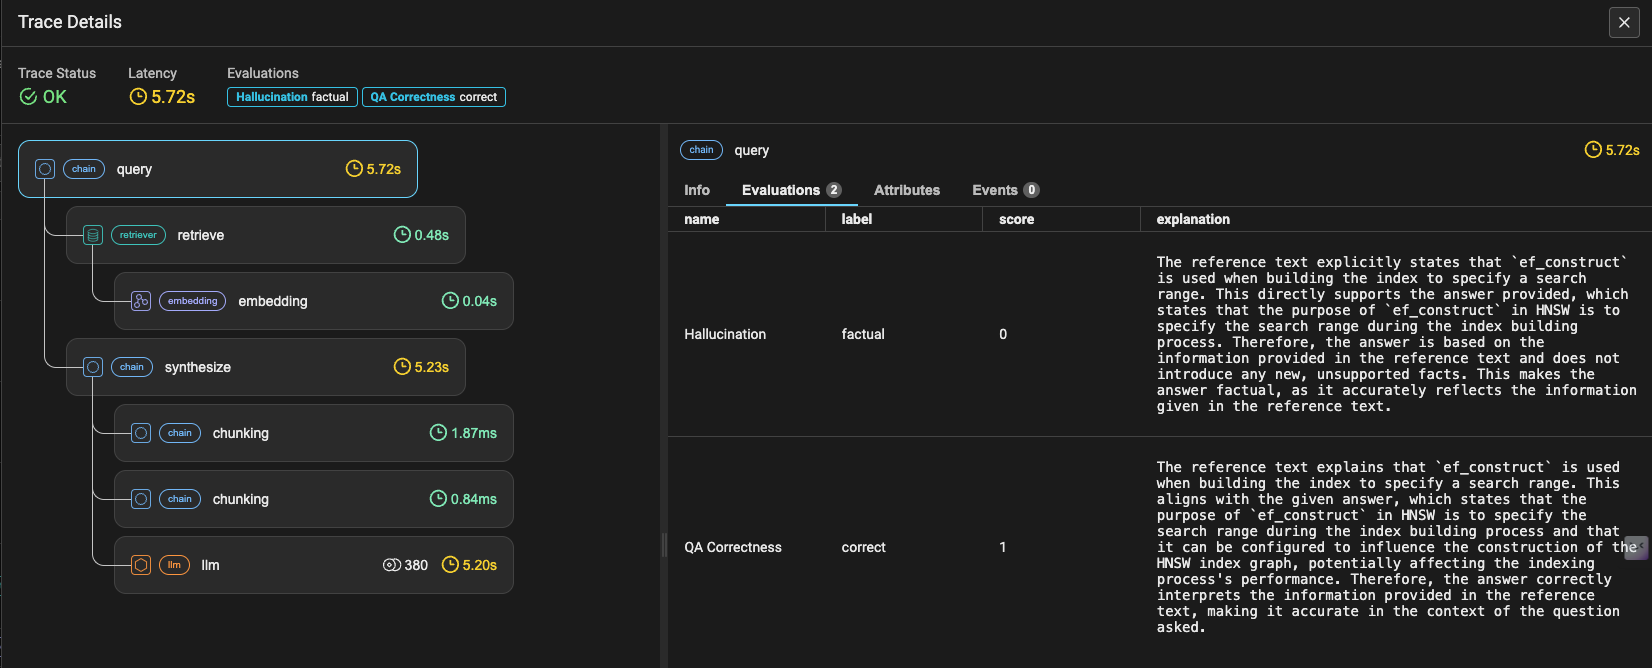 Trace Details
Trace Status
OK
Latency
5.72s
Evaluations
Hallucination factual
QA Correctness correct
chain query 5.72s
retriever retrieve 0.48s
embedding embedding 0.04s
chain synthesize 5.23s
chain chunking 1.87ms
chain chunking 0.84ms
llm llm 380 5.20s
chain query 5.72s
Info Evaluations 2 Attributes Events 0
name label score explanation
Hallucination factual 0
The reference text explicitly states that `ef_construct`
is used when building the index to specify a search
range. This directly supports the answer provided, which
states that the purpose of `ef_construct` in HNSW is to
specify the search range during the index building
process. Therefore, the answer is based on the
information provided in the reference text and does not
introduce any new, unsupported facts. This makes the
answer factual, as it accurately reflects the information
given in the reference text.
QA Correctness correct 1
The reference text explains that `ef_construct` is used
when building the index to specify a search range. This
aligns with the given answer, which states that the
purpose of `ef_construct` in HNSW is to specify the
search range during the index building process and that
it can be configured to influence the construction of the
HNSW index graph, potentially affecting the indexing
process's performance. Therefore, the answer correctly
interprets the information provided in the reference
text, making it accurate in the context of the question
asked.